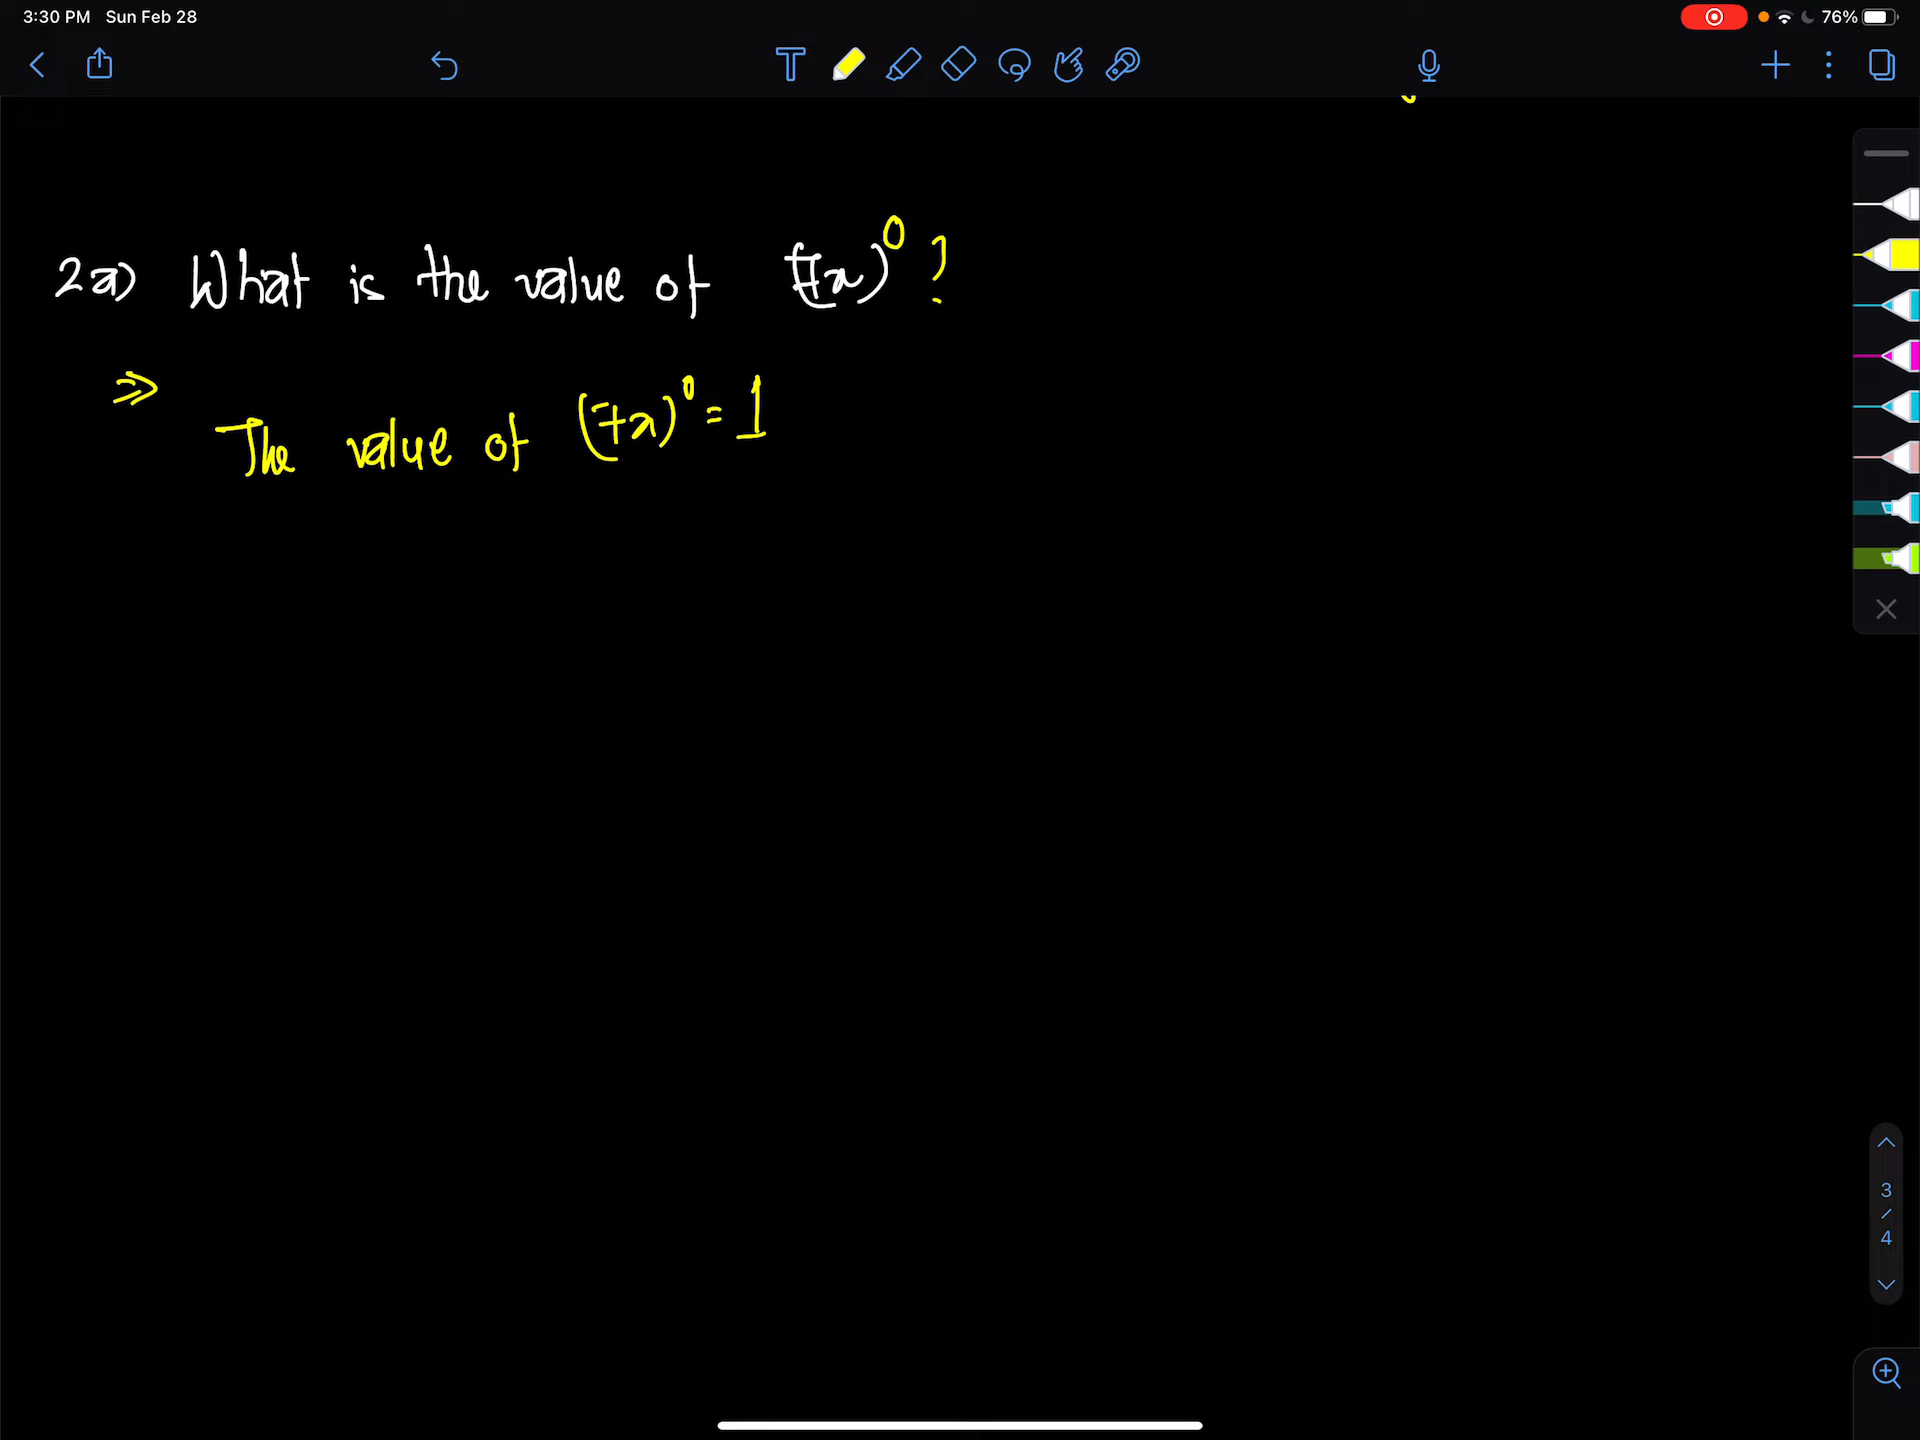 3:30 PM Sun Feb 28
76%
2a) What is the value of (-7x)⁰ ?
⇒ The value of (-7x)⁰ = 1
3
/
4